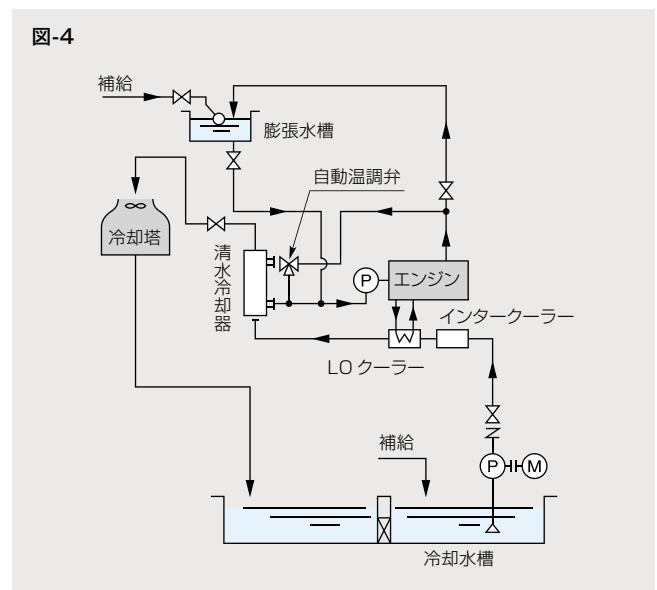 図-4
補給
膨張水槽
自動温調弁
冷却塔
清水冷却器
P
エンジン
インタークーラー
LOクーラー
補給
P
M
冷却水槽